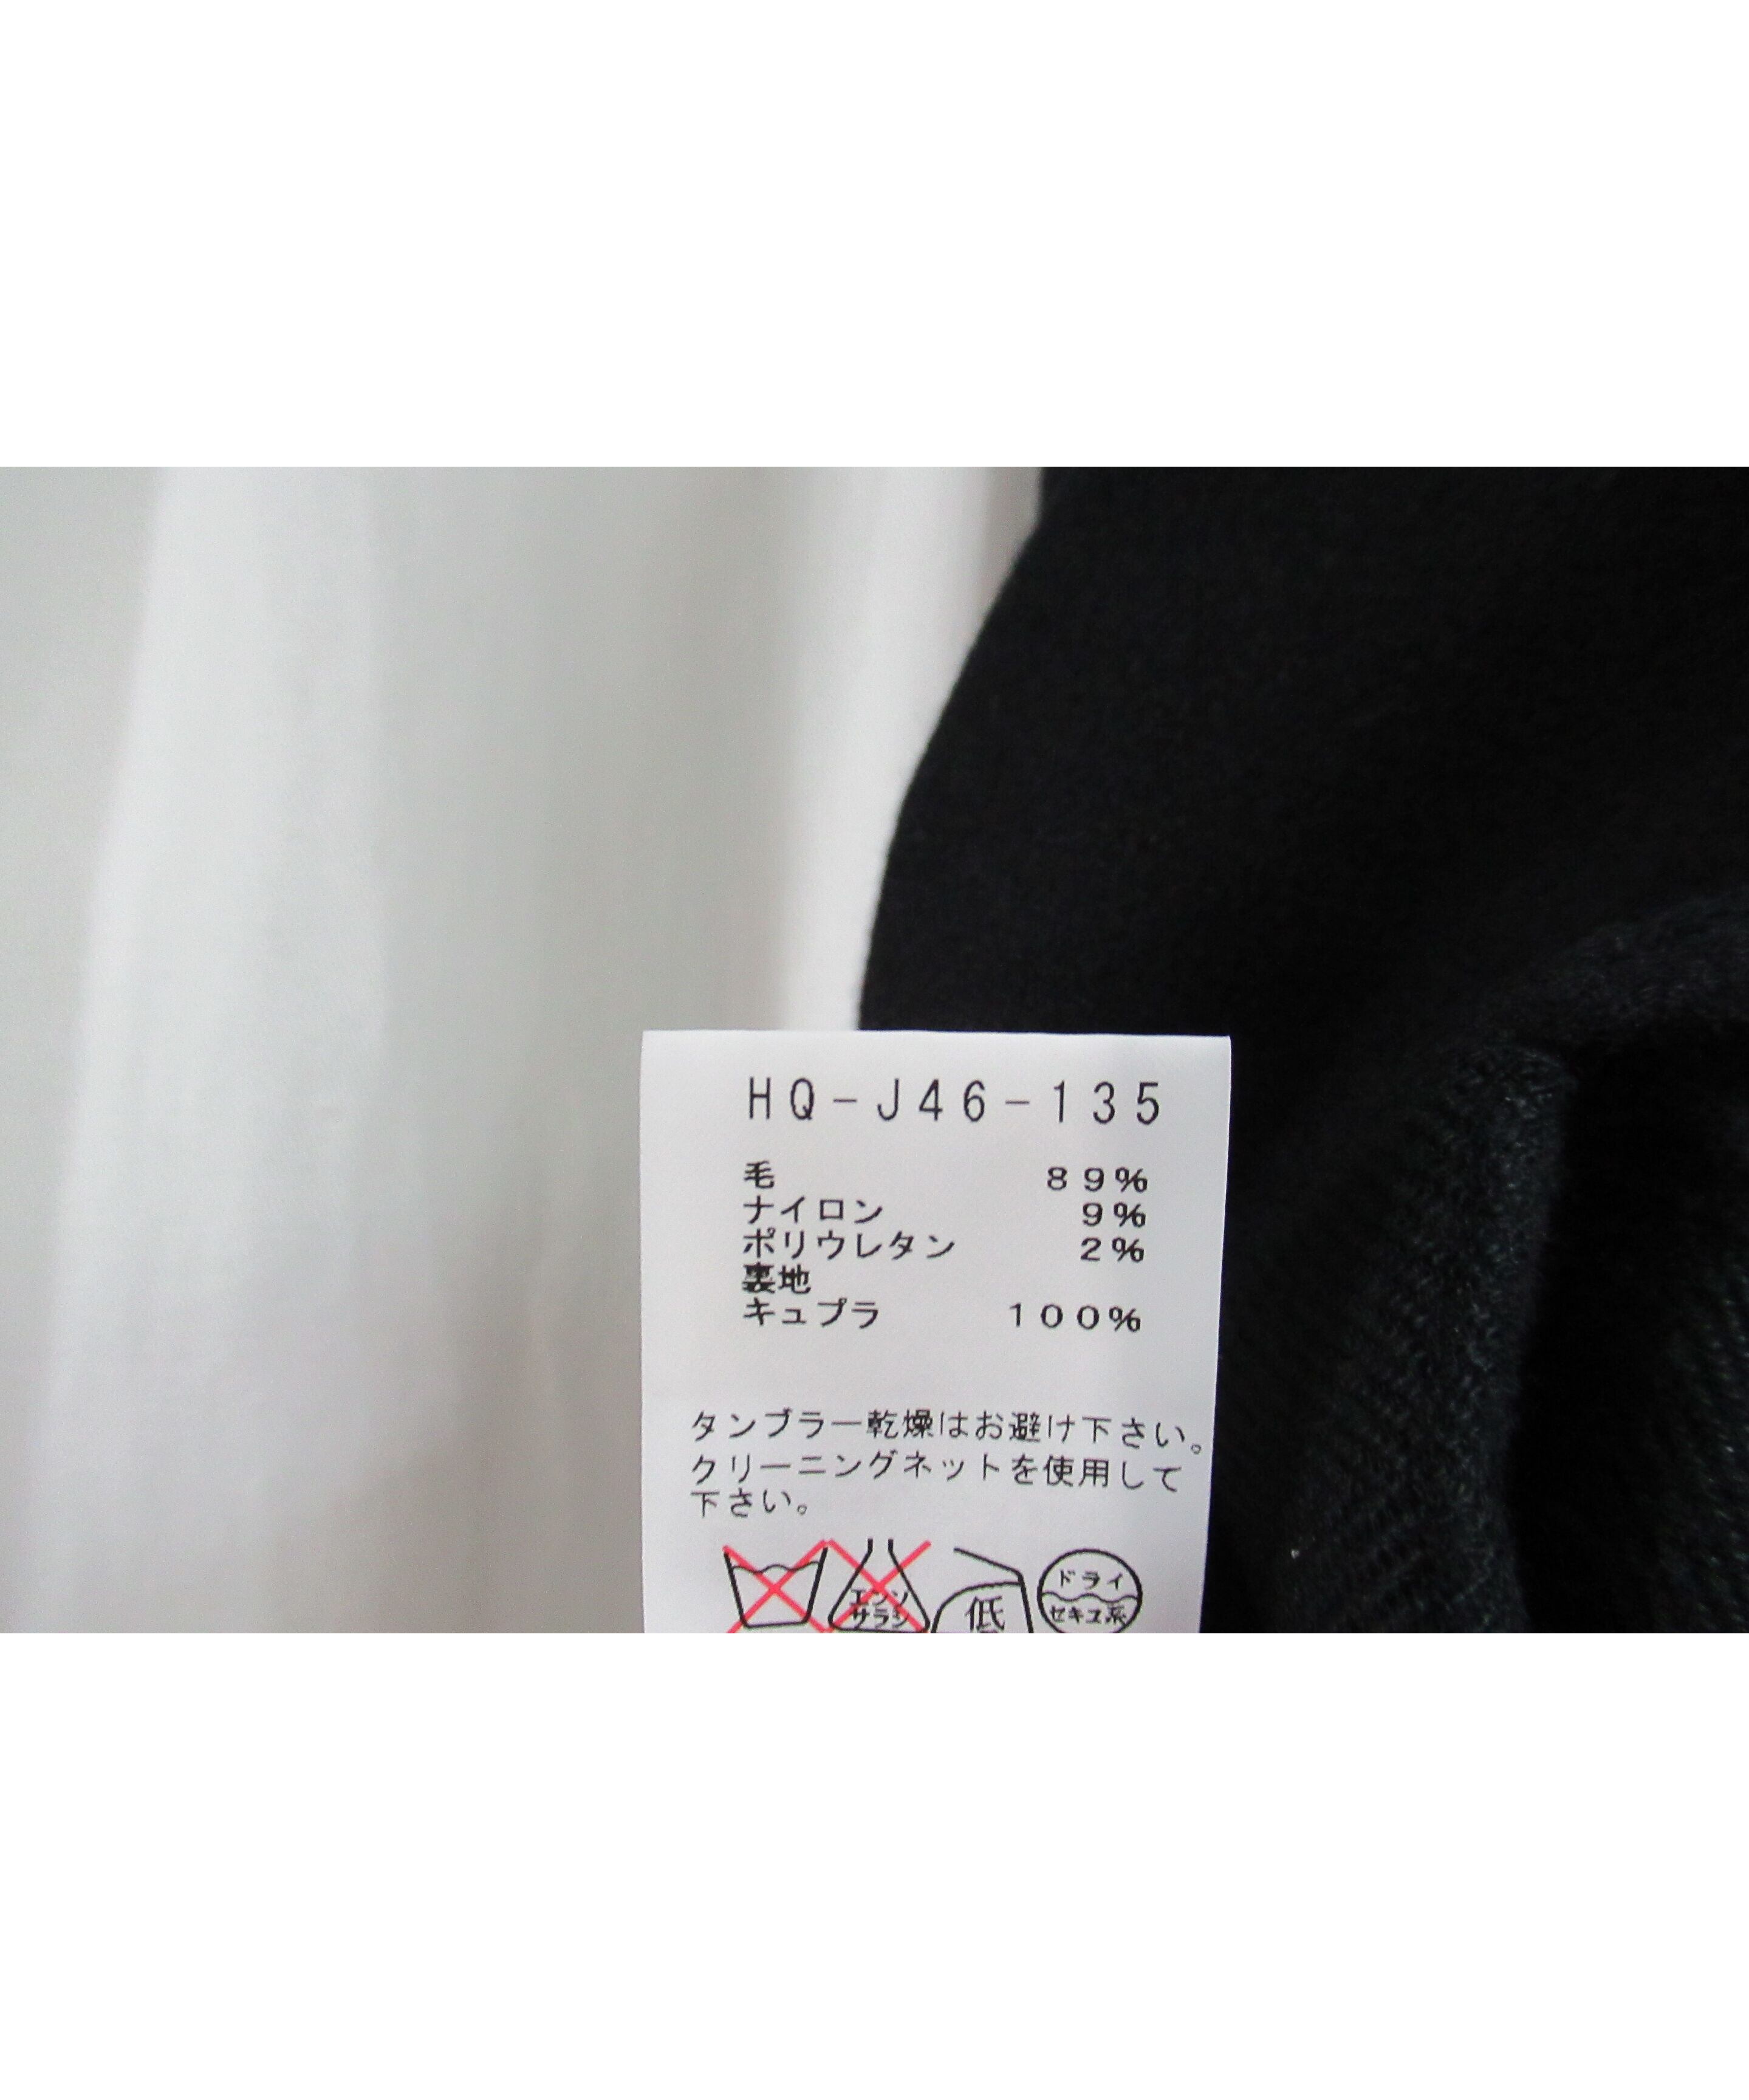 HQ-J46-135
毛 89%
ナイロン 9%
ポリウレタン 2%
裏地
キュプラ 100%
タンブラー乾燥はお避け下さい。
クリーニングネットを使用して
下さい。
エンソ
サラシ
低
ドライ
セキユ系